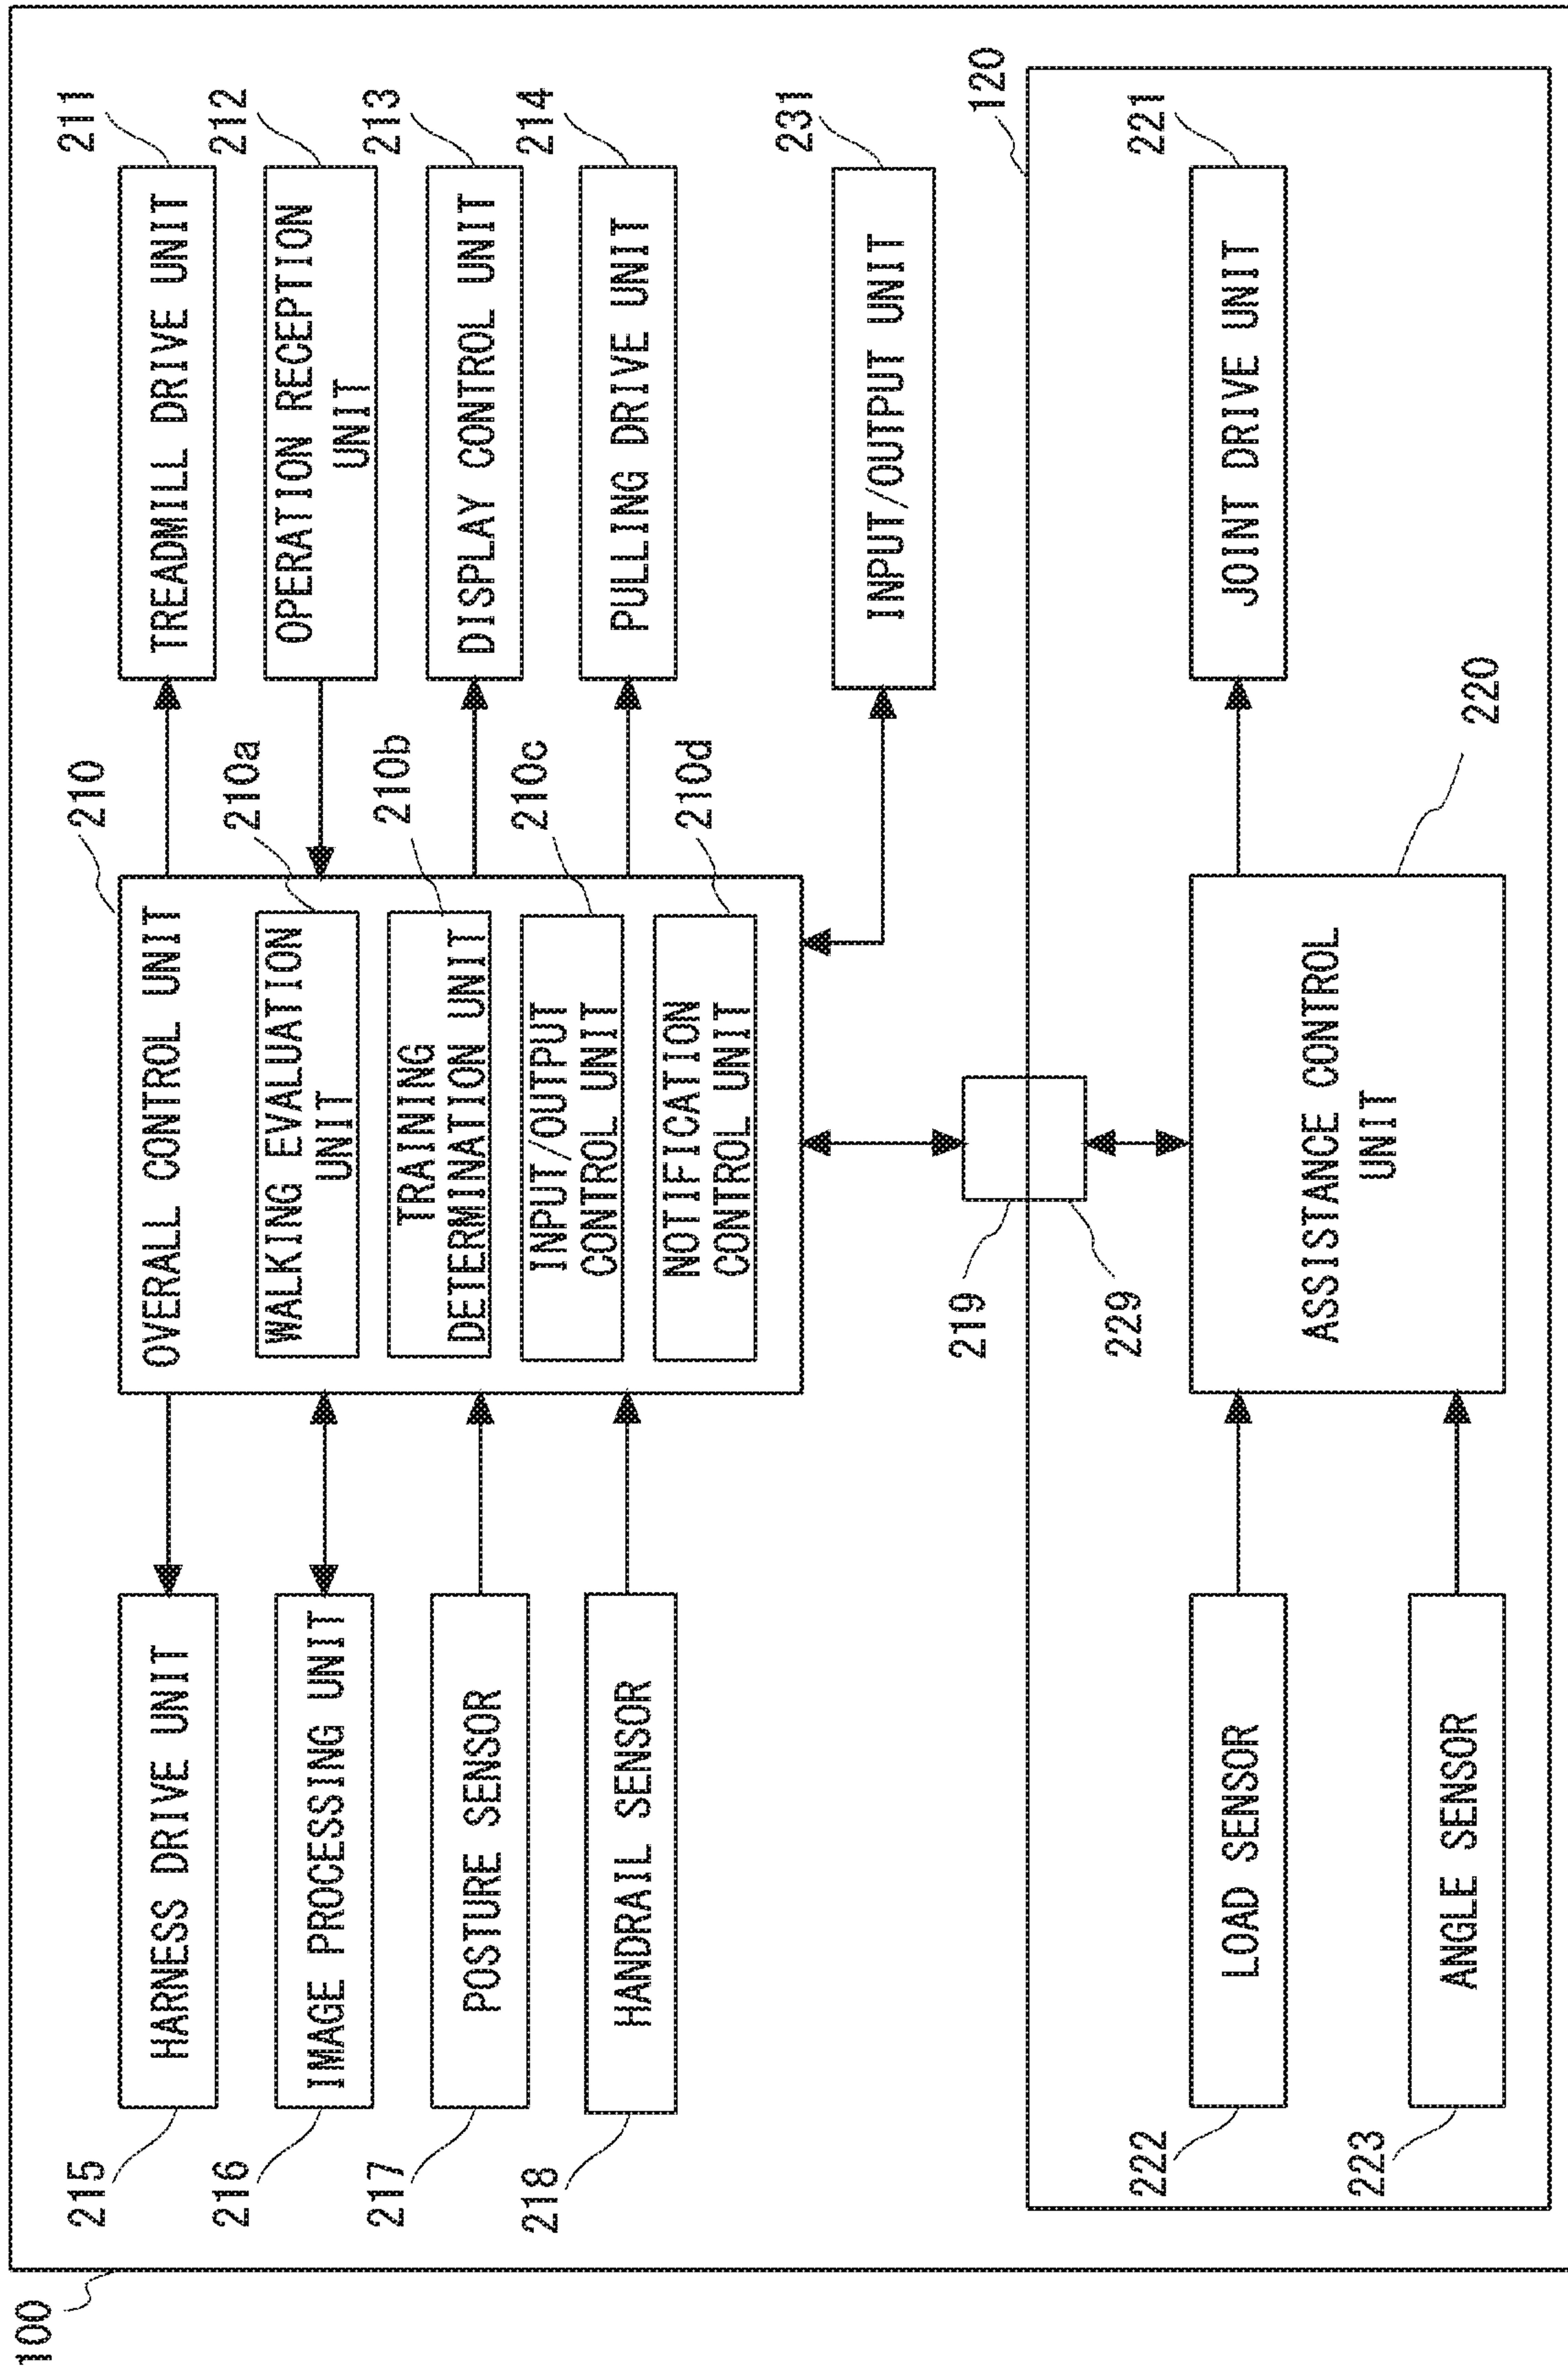 100
215
HARNESS DRIVE UNIT
216
IMAGE PROCESSING UNIT
217
POSTURE SENSOR
218
HANDRAIL SENSOR
210
OVERALL CONTROL UNIT
210a
WALKING EVALUATION
UNIT
210b
TRAINING
DETERMINATION UNIT
210c
INPUT/OUTPUT
CONTROL UNIT
210d
NOTIFICATION
CONTROL UNIT
211
TREADMILL DRIVE UNIT
212
OPERATION RECEPTION
UNIT
213
DISPLAY CONTROL UNIT
214
PULLING DRIVE UNIT
231
INPUT/OUTPUT UNIT
219
229
120
222
LOAD SENSOR
223
ANGLE SENSOR
ASSISTANCE CONTROL
UNIT
220
221
JOINT DRIVE UNIT